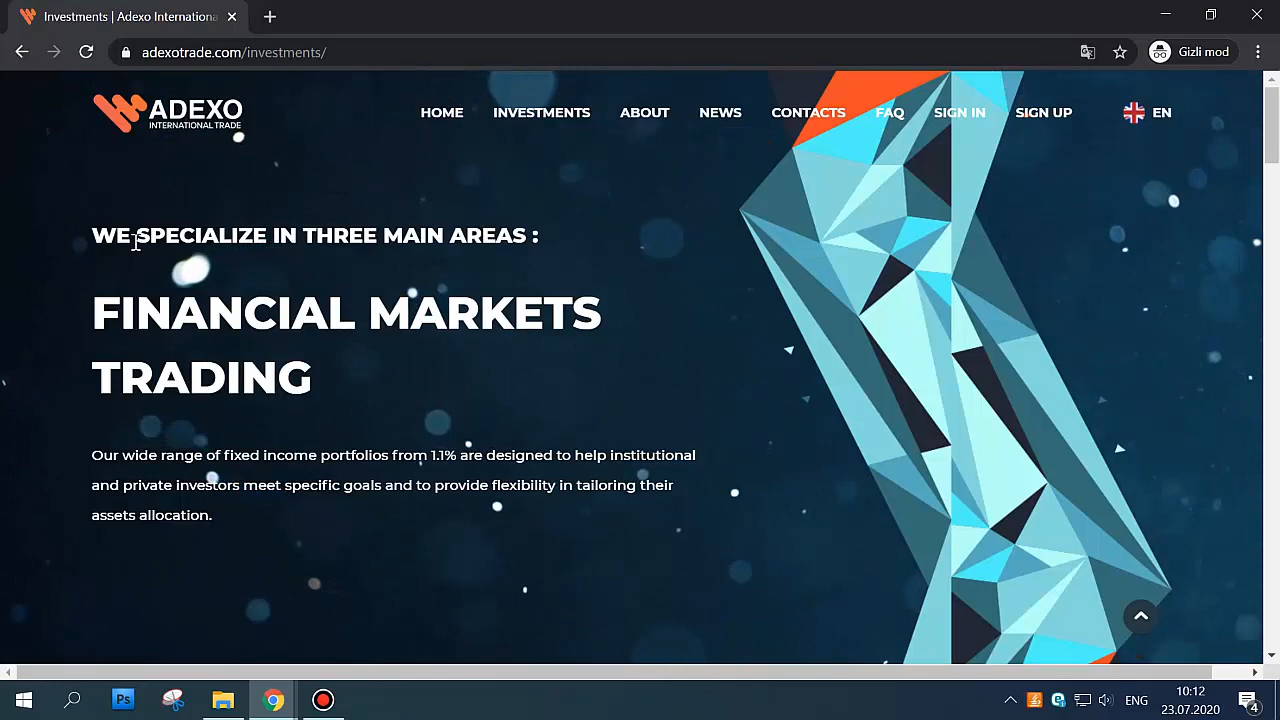 Investments | Adexo Internationa
adexotrade.com/investments/
Gizli mod
ADEXO
INTERNATIONAL TRADE
HOME
INVESTMENTS
ABOUT
NEWS
CONTACTS
FAQ
SIGN IN
SIGN UP
EN
WE SPECIALIZE IN THREE MAIN AREAS :
FINANCIAL MARKETS
TRADING
Our wide range of fixed income portfolios from 1.1% are designed to help institutional
and private investors meet specific goals and to provide flexibility in tailoring their
assets allocation.
Ps
ENG
10:12
23.07.2020
4